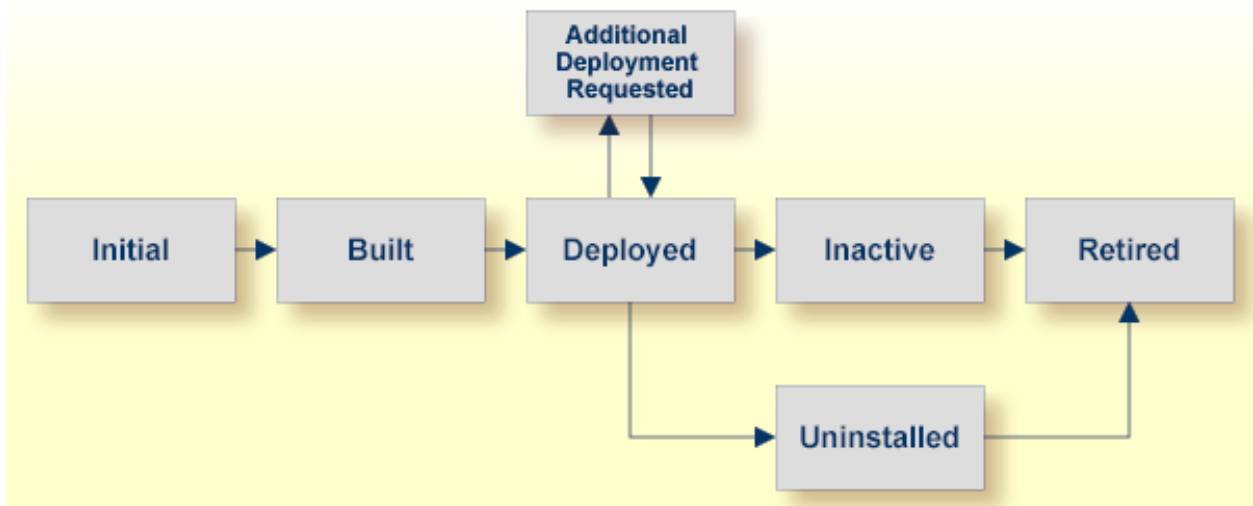 Additional
Deployment
Requested
Initial
Built
Deployed
Inactive
Retired
Uninstalled